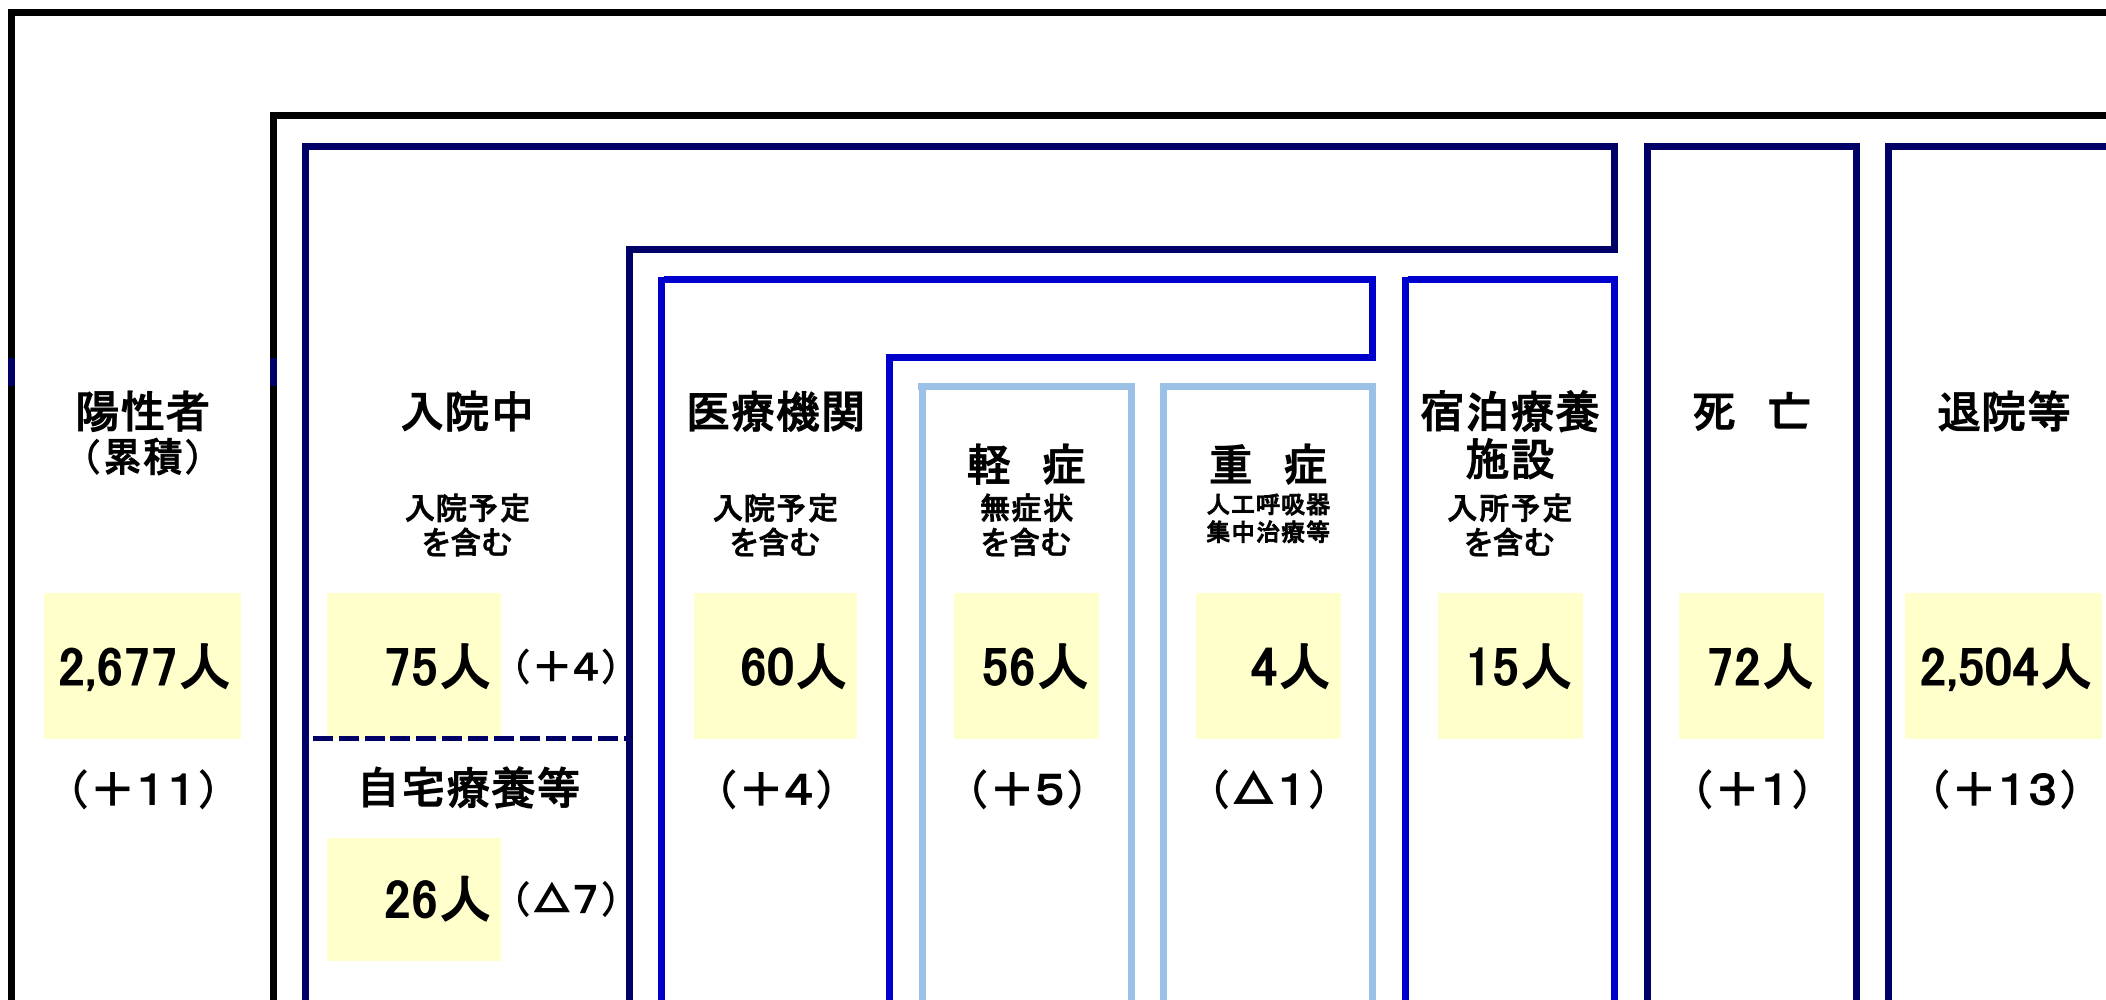 陽性者
（累積）
2,677人
（＋11）
入院中
入院予定
を含む
75人（＋4）
自宅療養等
26人（△7）
医療機関
入院予定
を含む
60人
（＋4）
軽 症
無症状
を含む
56人
（＋5）
重 症
人工呼吸器
集中治療等
4人
（△1）
宿泊療養
施設
入所予定
を含む
15人
死 亡
72人
（＋1）
退院等
2,504人
（＋13）